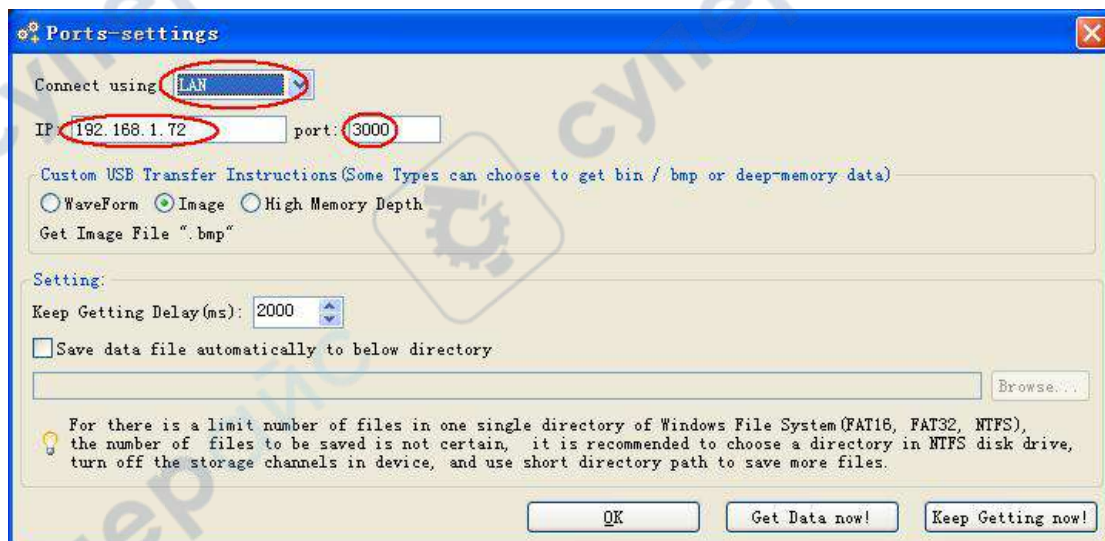 Ports-settings
Connect using LAN
IP: 192.168.1.72 port: 3000
Custom USB Transfer Instructions(Some Types can choose to get bin / bmp or deep-memory data)
WaveForm Image High Memory Depth
Get Image File ".bmp"
Setting:
Keep Getting Delay(ms): 2000
Save data file automatically to below directory
Browse...
For there is a limit number of files in one single directory of Windows File System(FAT16, FAT32, NTFS),
the number of files to be saved is not certain, it is recommended to choose a directory in NTFS disk drive,
turn off the storage channels in device, and use short directory path to save more files.
OK Get Data now! Keep Getting now!